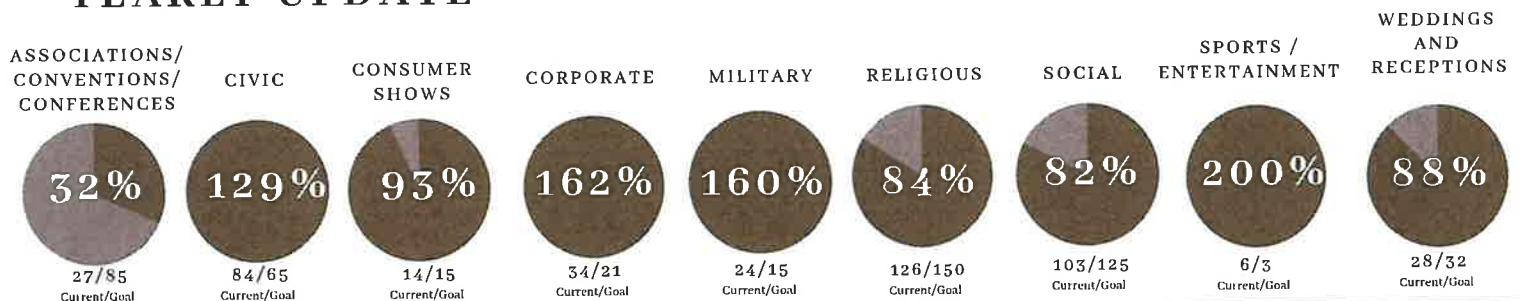 YEARLY UPDATE
ASSOCIATIONS/
CONVENTIONS/
CONFERENCES
32%
27/85
Current/Goal
CIVIC
129%
84/65
Current/Goal
CONSUMER
SHOWS
93%
14/15
Current/Goal
CORPORATE
162%
34/21
Current/Goal
MILITARY
160%
24/15
Current/Goal
RELIGIOUS
84%
126/150
Current/Goal
SOCIAL
82%
103/125
Current/Goal
SPORTS /
ENTERTAINMENT
200%
6/3
Current/Goal
WEDDINGS
AND
RECEPTIONS
88%
28/32
Current/Goal